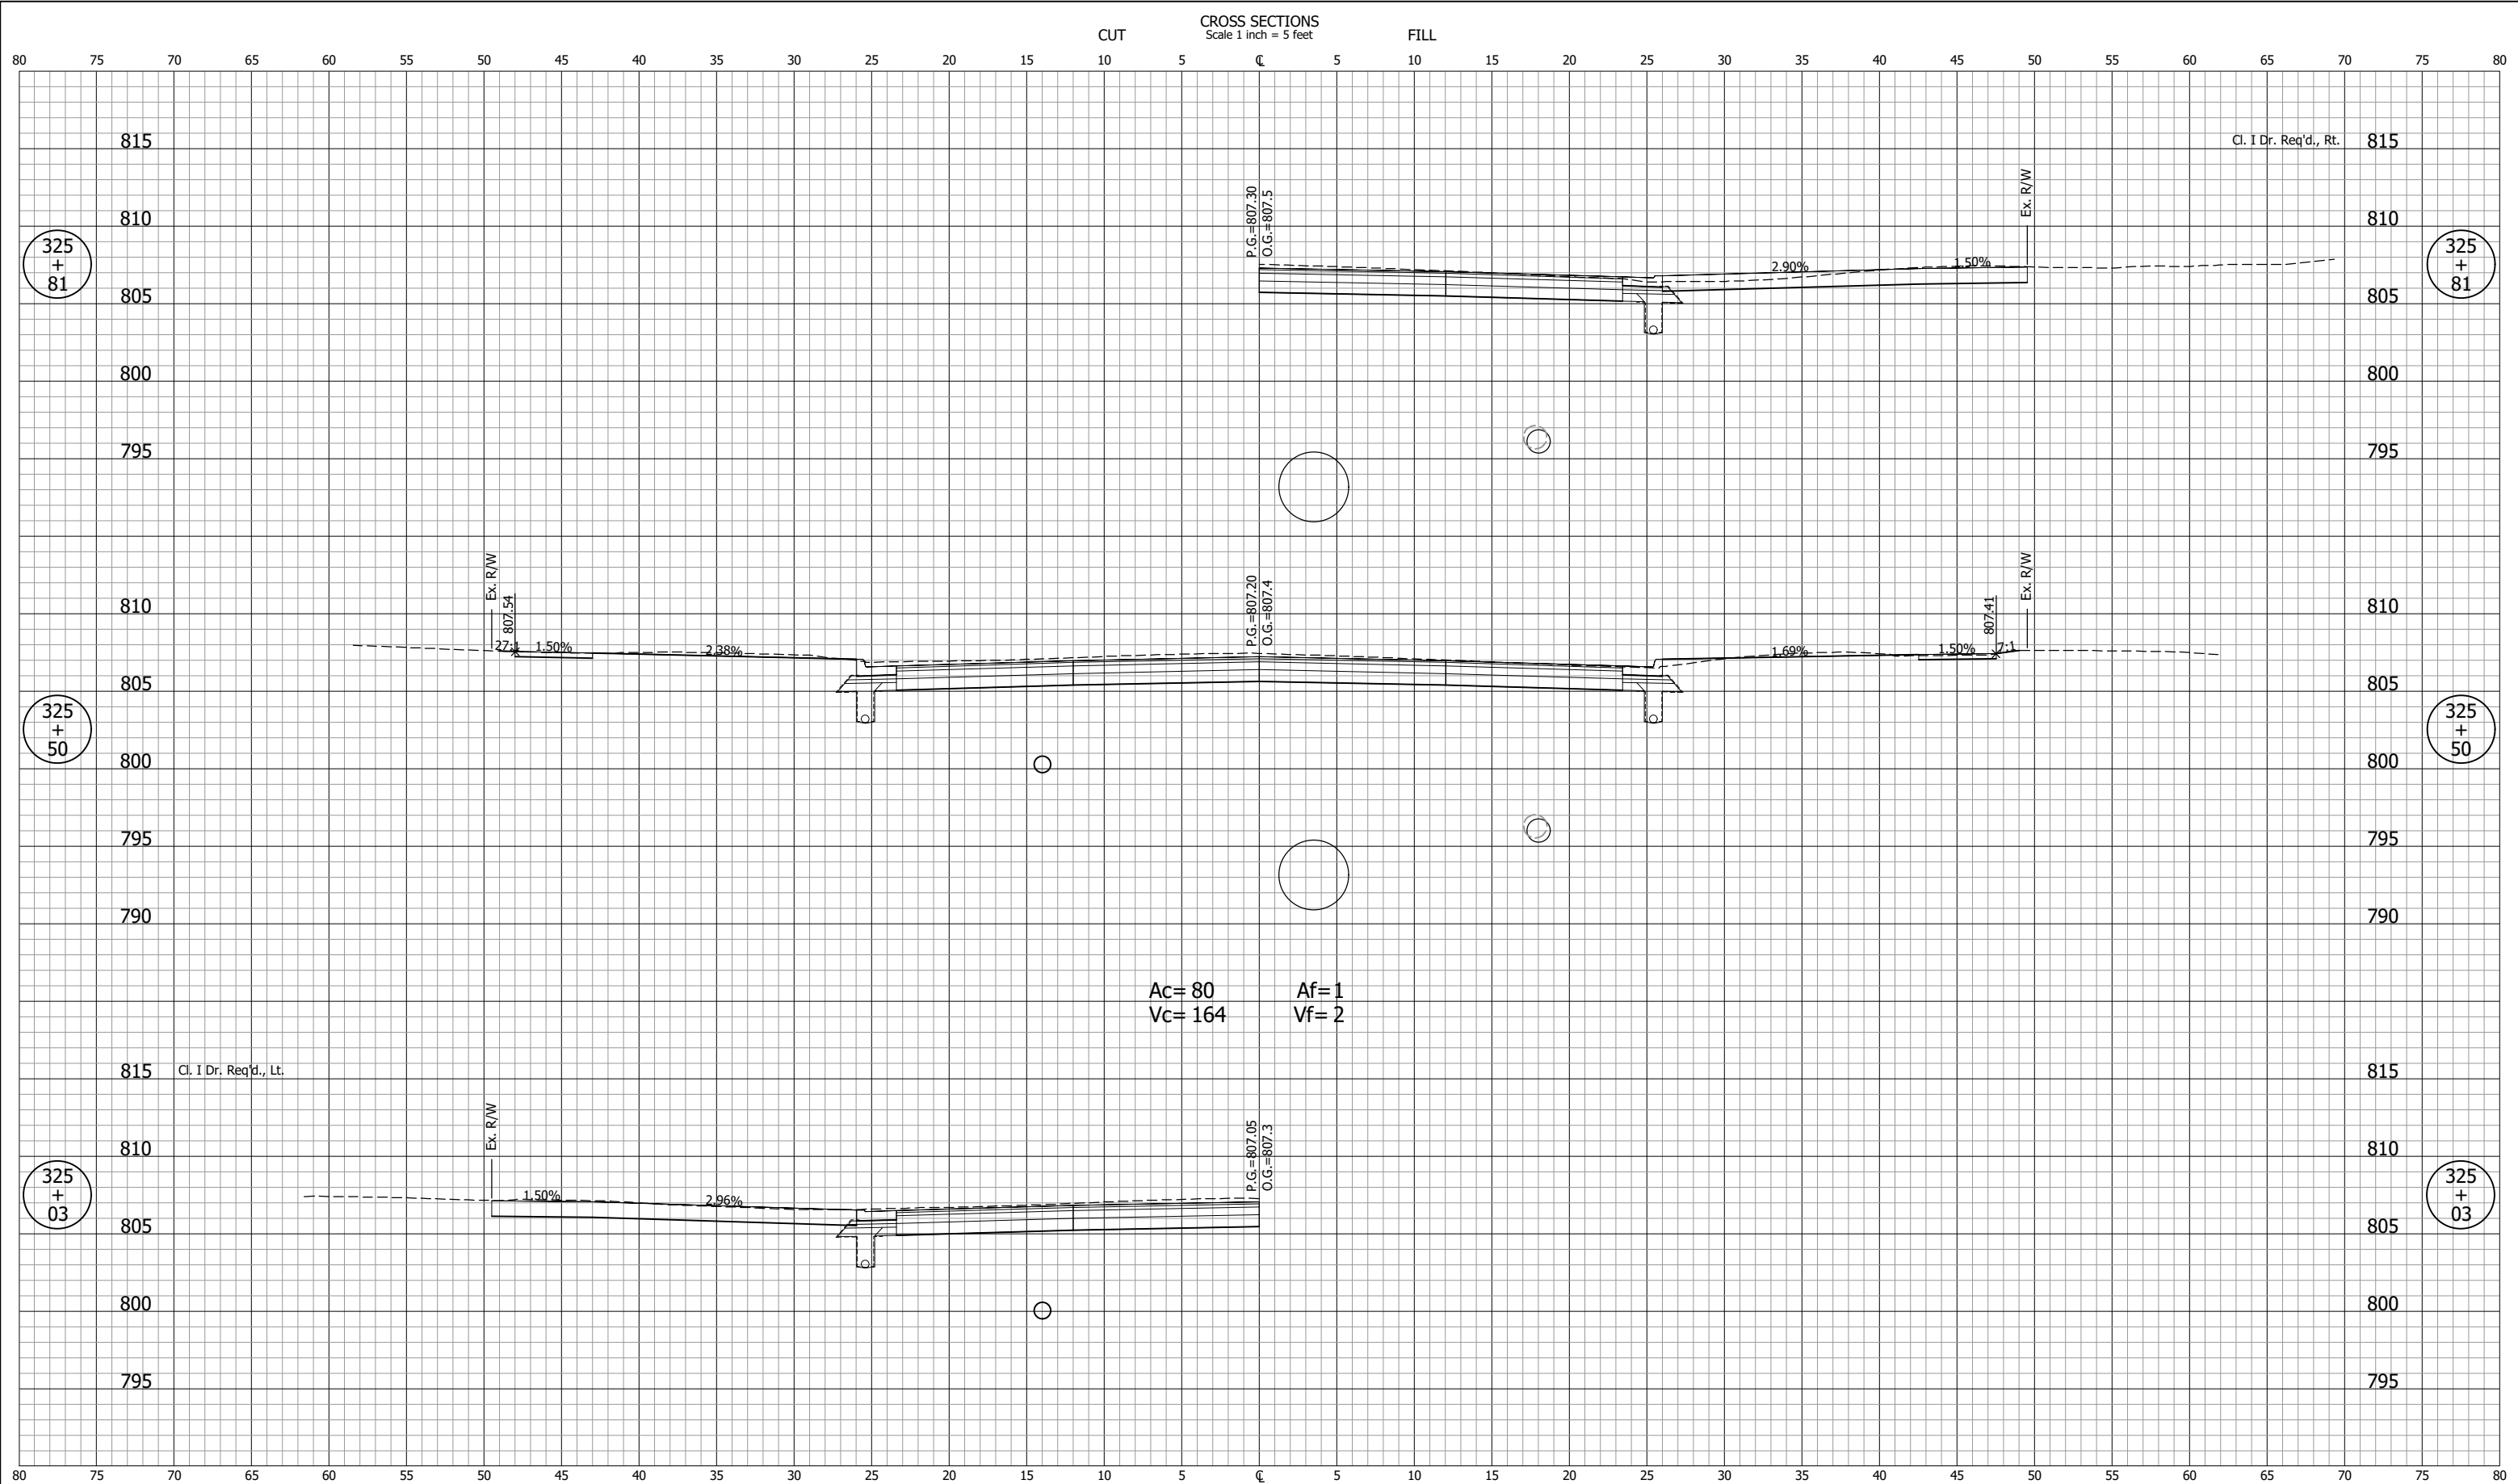 CROSS SECTIONS
CUT Scale 1 inch = 5 feet FILL
80 75 70 65 60 55 50 45 40 35 30 25 20 15 10 5 ℄ 5 10 15 20 25 30 35 40 45 50 55 60 65 70 75 80
815 Cl. I Dr. Req'd., Rt. 815
P.G.=807.30
O.G.=807.5
Ex. R/W
810 810
325
+
81
2.90% 1.50%
325
+
81
805 805
800 800
795 795
Ex. R/W
807.54
P.G.=807.20
O.G.=807.4
807.41
Ex. R/W
810 810
27:1 1.50% 2.38% 1.69% 1.50% 7:1
805 805
325
+
50
325
+
50
800 800
795 795
790 790
Ac= 80 Af=1
Vc= 164 Vf= 2
815 Cl. I Dr. Req'd., Lt. 815
Ex. R/W
P.G.=807.05
O.G.=807.3
810 810
325
+
03
1.50% 2.96%
325
+
03
805 805
800 800
795 795
80 75 70 65 60 55 50 45 40 35 30 25 20 15 10 5 ℄ 5 10 15 20 25 30 35 40 45 50 55 60 65 70 75 80